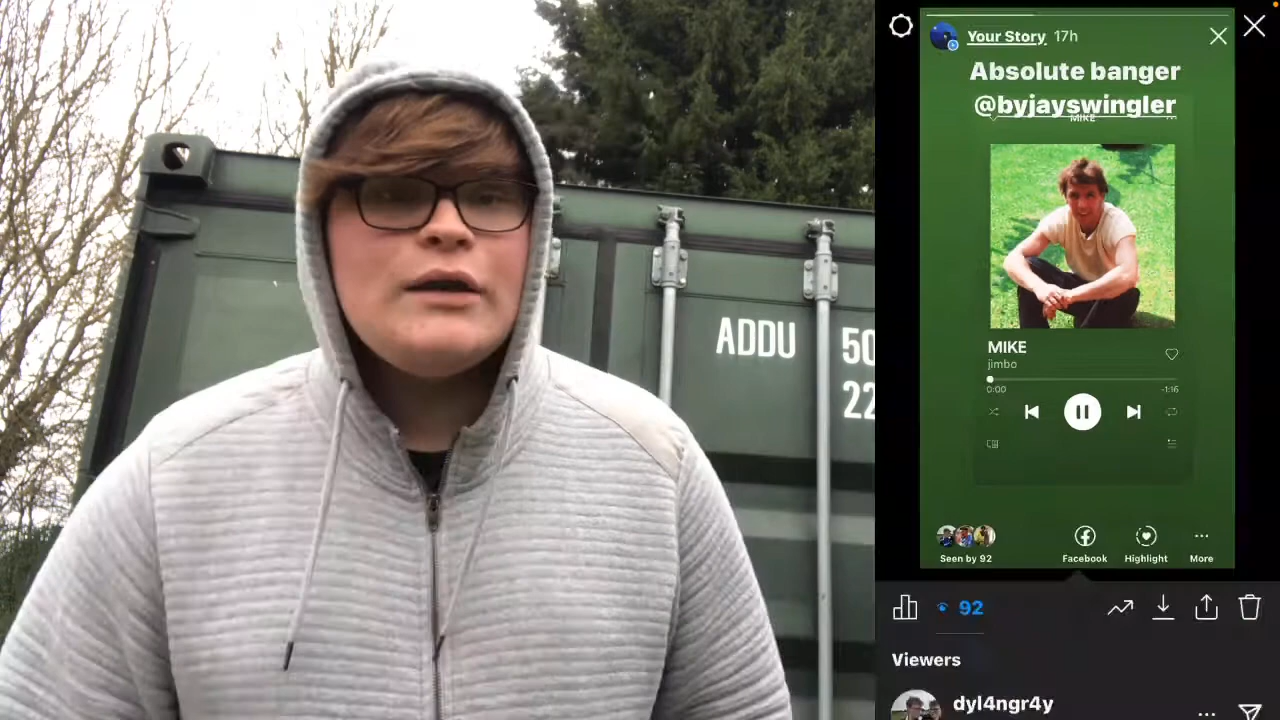 ADDU 50
22
Your Story 17h
Absolute banger
@byjayswingler
MIKE
MIKE
jimbo
0:00 -1:16
Seen by 92
Facebook
Highlight
More
92
Viewers
dyl4ngr4y